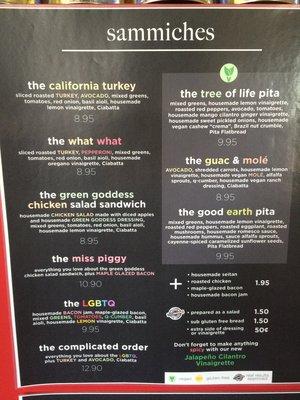 sammiches
the california turkey
sliced roasted TURKEY, AVOCADO, mixed greens,
tomatoes, red onion, basil aioli, housemade
lemon vinaigrette, Ciabatta
8.95
the what what
sliced roasted TURKEY, PEPPERONI, mixed greens,
tomatoes, red onion, basil aioli, housemade
oregano vinaigrette, Ciabatta
8.95
the green goddess
chicken salad sandwich
housemade CHICKEN SALAD made with diced apples
and housemade GREEN GODDESS DRESSING,
mixed greens, tomatoes, red onion, basil aioli,
housemade lemon vinaigrette, Ciabatta
8.95
the miss piggy
everything you love about the green goddess
chicken salad sandwich, plus MAPLE GLAZED BACON
10.90
the LGBTQ
housemade BACON jam, maple-glazed bacon,
mixed GREENS, TOMATOES, Q-CUMBER, basil aioli,
housemade LEMON vinaigrette, Ciabatta
9.95
the complicated order
everything you love about the LGBTQ,
plus TURKEY and AVOCADO, Ciabatta
12.90
the tree of life pita
mixed greens, housemade lemon vinaigrette,
roasted red peppers, avocado, tomatoes,
housemade mango cilantro ginger vinaigrette,
housemade sweet pickled onions, housemade
vegan cashew "crema", Brazil nut crumble,
Pita Flatbread
9.95
the guac & molé
AVOCADO, shredded carrots, housemade lemon
vinaigrette, housemade vegan MOLE, alfalfa
sprouts, q-cumber, housemade vegan ranch
dressing, Ciabatta
8.95
the good earth pita
mixed greens, housemade lemon vinaigrette,
roasted red peppers, roasted eggplant, roasted
mushrooms, housemade romesco sauce,
housemade hummus, sauce alfalfa sprouts,
cayenne-spiced caramelized sunflower seeds,
Pita Flatbread
8.95
+
• housemade seitan
• roasted chicken
• maple-glazed bacon
• housemade bacon jam
1.95
• prepared as a salad 1.50
• sub gluten free bread 1.50
• extra side of dressing
or vinaigrette 50¢
Don't forget to make anything
spicy with our new
Jalapeño Cilantro
Vinaigrette
vegan
gluten free
real results
approved